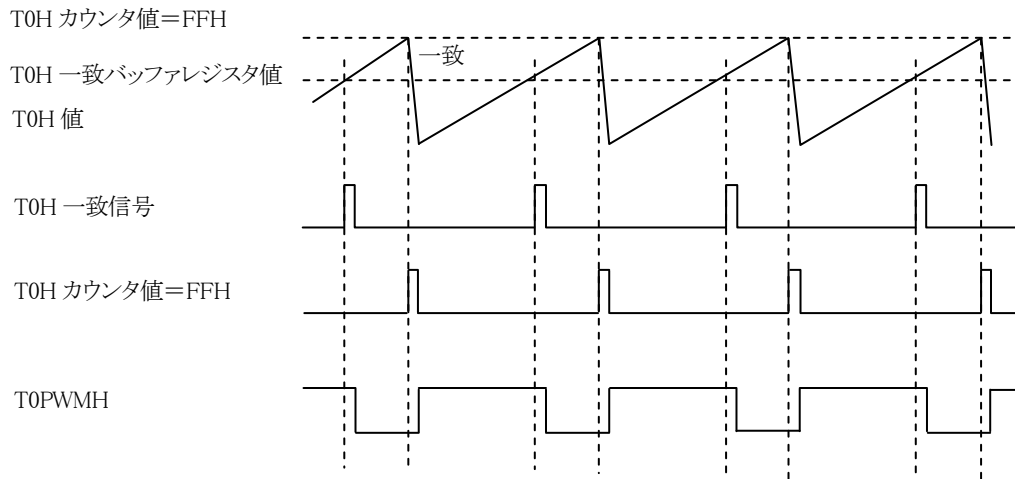 T0H カウンタ値＝FFH
一致
T0H 一致バッファレジスタ値
T0H 値
T0H 一致信号
T0H カウンタ値＝FFH
T0PWMH